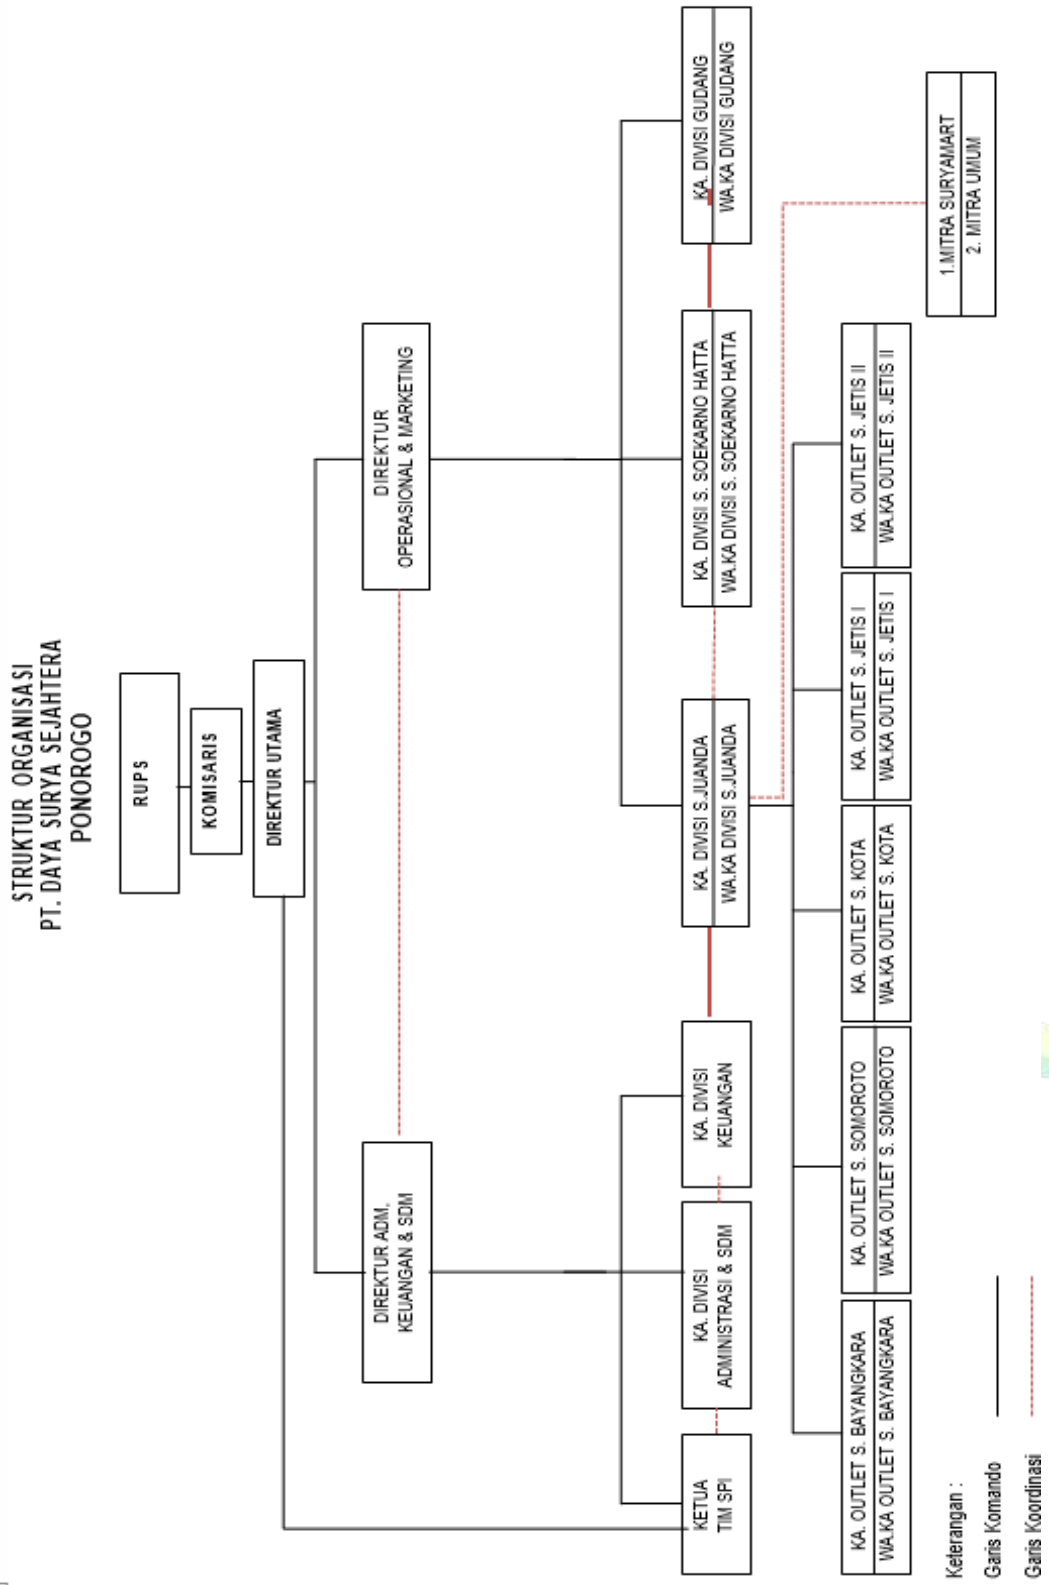 STRUKTUR ORGANISASI
PT. DAYA SURYA SEJAHTERA
PONOROGO
RUPS
KOMISARIS
DIREKTUR UTAMA
DIREKTUR ADM,
KEUANGAN & SDM
DIREKTUR
OPERASIONAL & MARKETING
KETUA
TIM SPI
KA. DIVISI
ADMINISTRASI & SDM
KA. DIVISI
KEUANGAN
KA. DIVISI S.JUANDA
WA.KA DIVISI S.JUANDA
KA. DIVISI S. SOEKARNO HATTA
WA.KA DIVISI S. SOEKARNO HATTA
KA. DIVISI GUDANG
WA.KA DIVISI GUDANG
KA. OUTLET S. BAYANGKARA
WA.KA OUTLET S. BAYANGKARA
KA. OUTLET S. SOMOROTO
WA.KA OUTLET S. SOMOROTO
KA. OUTLET S. KOTA
WA.KA OUTLET S. KOTA
KA. OUTLET S. JETIS I
WA.KA OUTLET S. JETIS I
KA. OUTLET S. JETIS II
WA.KA OUTLET S. JETIS II
1.MITRA SURYAMART
2. MITRA UMUM
Keterangan :
Garis Komando
Garis Koordinasi